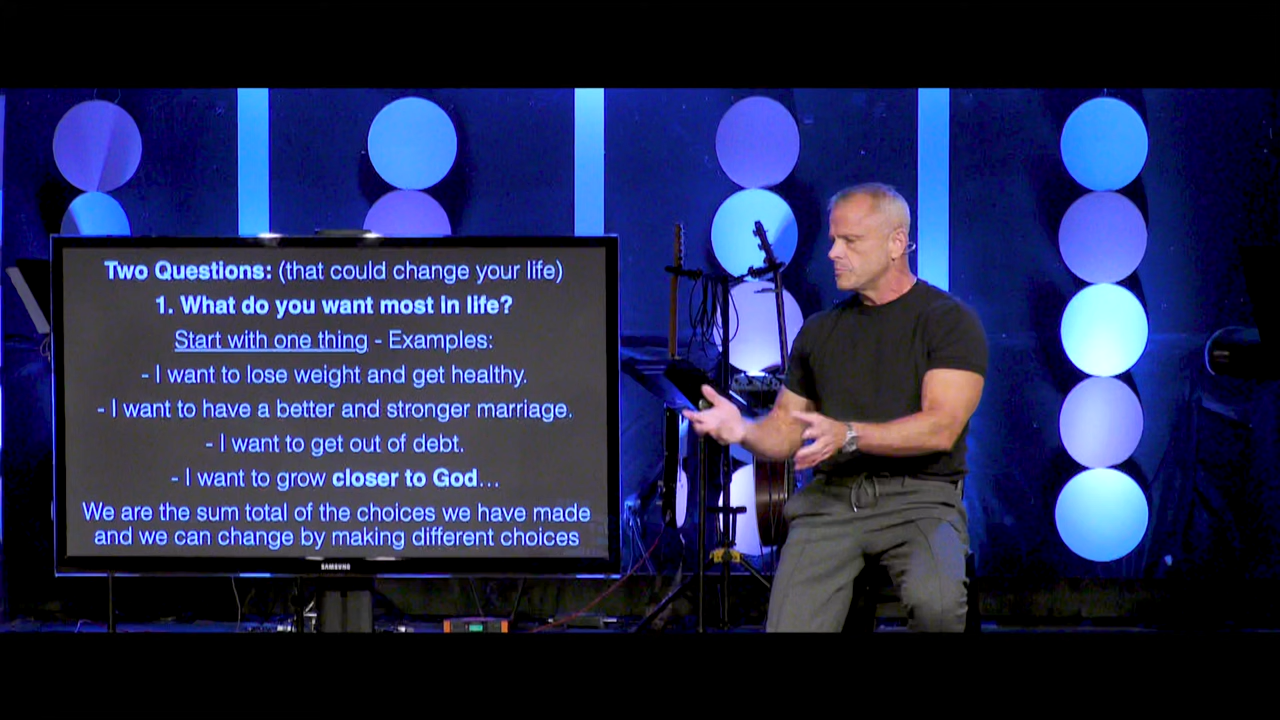 Two Questions: (that could change your life)
1. What do you want most in life?
Start with one thing - Examples:
- I want to lose weight and get healthy.
- I want to have a better and stronger marriage.
- I want to get out of debt.
- I want to grow closer to God...
We are the sum total of the choices we have made
and we can change by making different choices
SAMSUNG